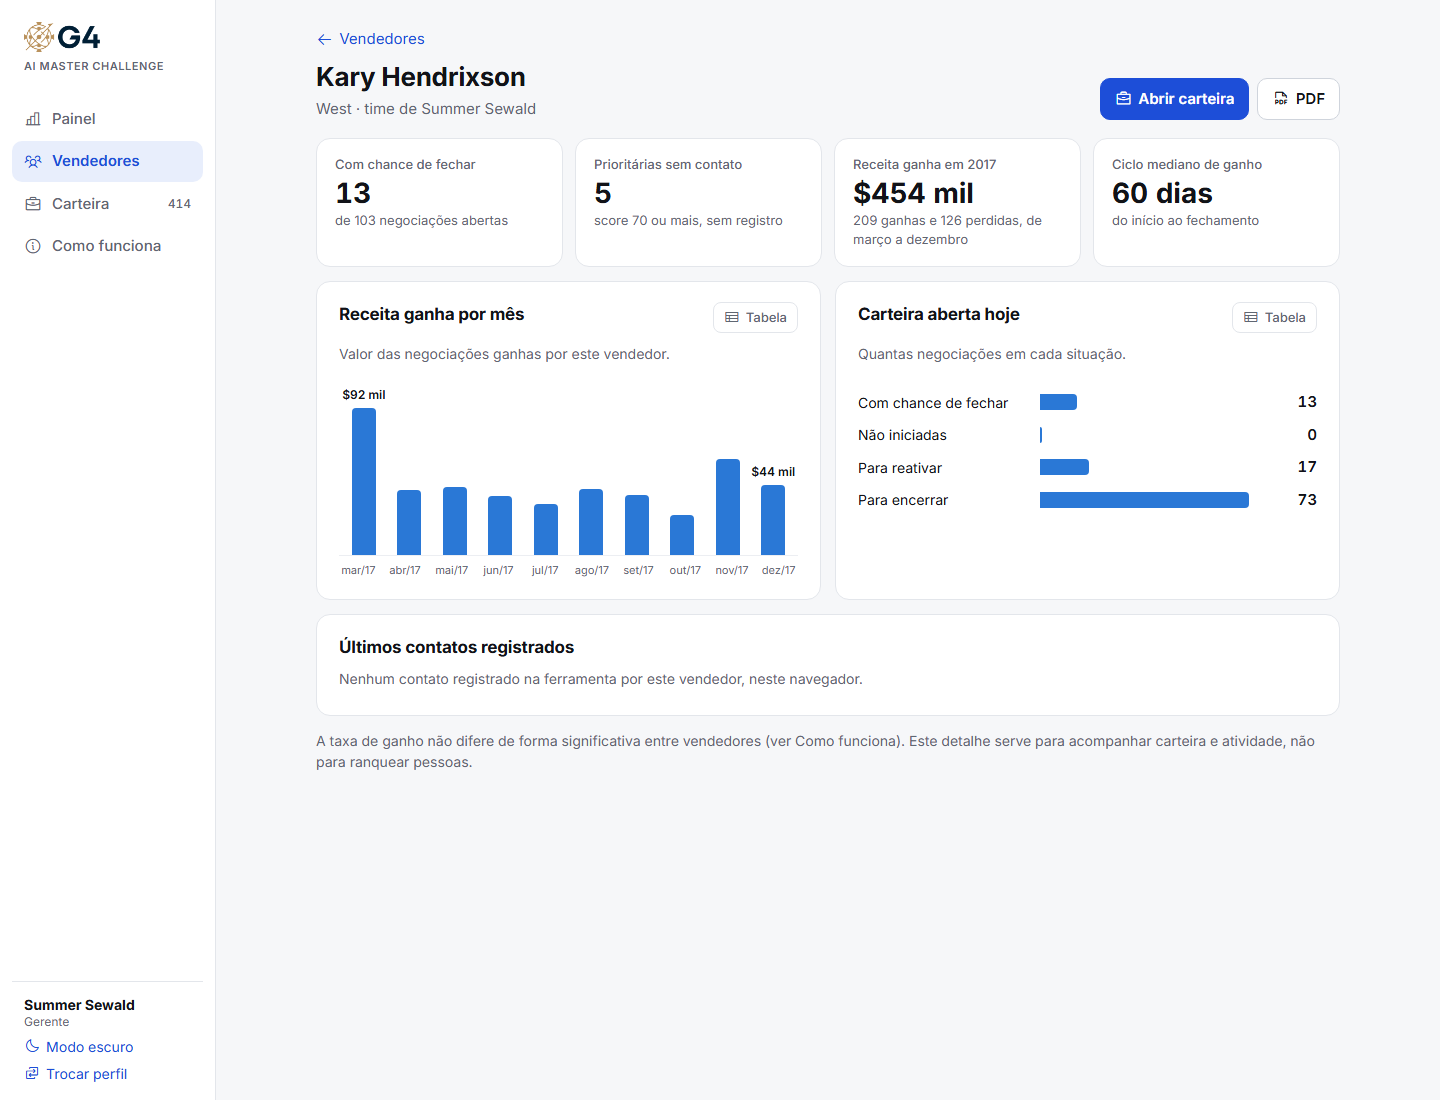 G4
AI MASTER CHALLENGE
Painel
Vendedores
Carteira 414
Como funciona
Summer Sewald
Gerente
Modo escuro
Trocar perfil
← Vendedores
Kary Hendrixson
West · time de Summer Sewald
Abrir carteira
PDF PDF
Com chance de fechar
13
de 103 negociações abertas
Prioritárias sem contato
5
score 70 ou mais, sem registro
Receita ganha em 2017
$454 mil
209 ganhas e 126 perdidas, de
março a dezembro
Ciclo mediano de ganho
60 dias
do início ao fechamento
Receita ganha por mês
Tabela
Valor das negociações ganhas por este vendedor.
$92 mil
$44 mil
mar/17 abr/17 mai/17 jun/17 jul/17 ago/17 set/17 out/17 nov/17 dez/17
Carteira aberta hoje
Tabela
Quantas negociações em cada situação.
Com chance de fechar 13
Não iniciadas 0
Para reativar 17
Para encerrar 73
Últimos contatos registrados
Nenhum contato registrado na ferramenta por este vendedor, neste navegador.
A taxa de ganho não difere de forma significativa entre vendedores (ver Como funciona). Este detalhe serve para acompanhar carteira e atividade, não
para ranquear pessoas.